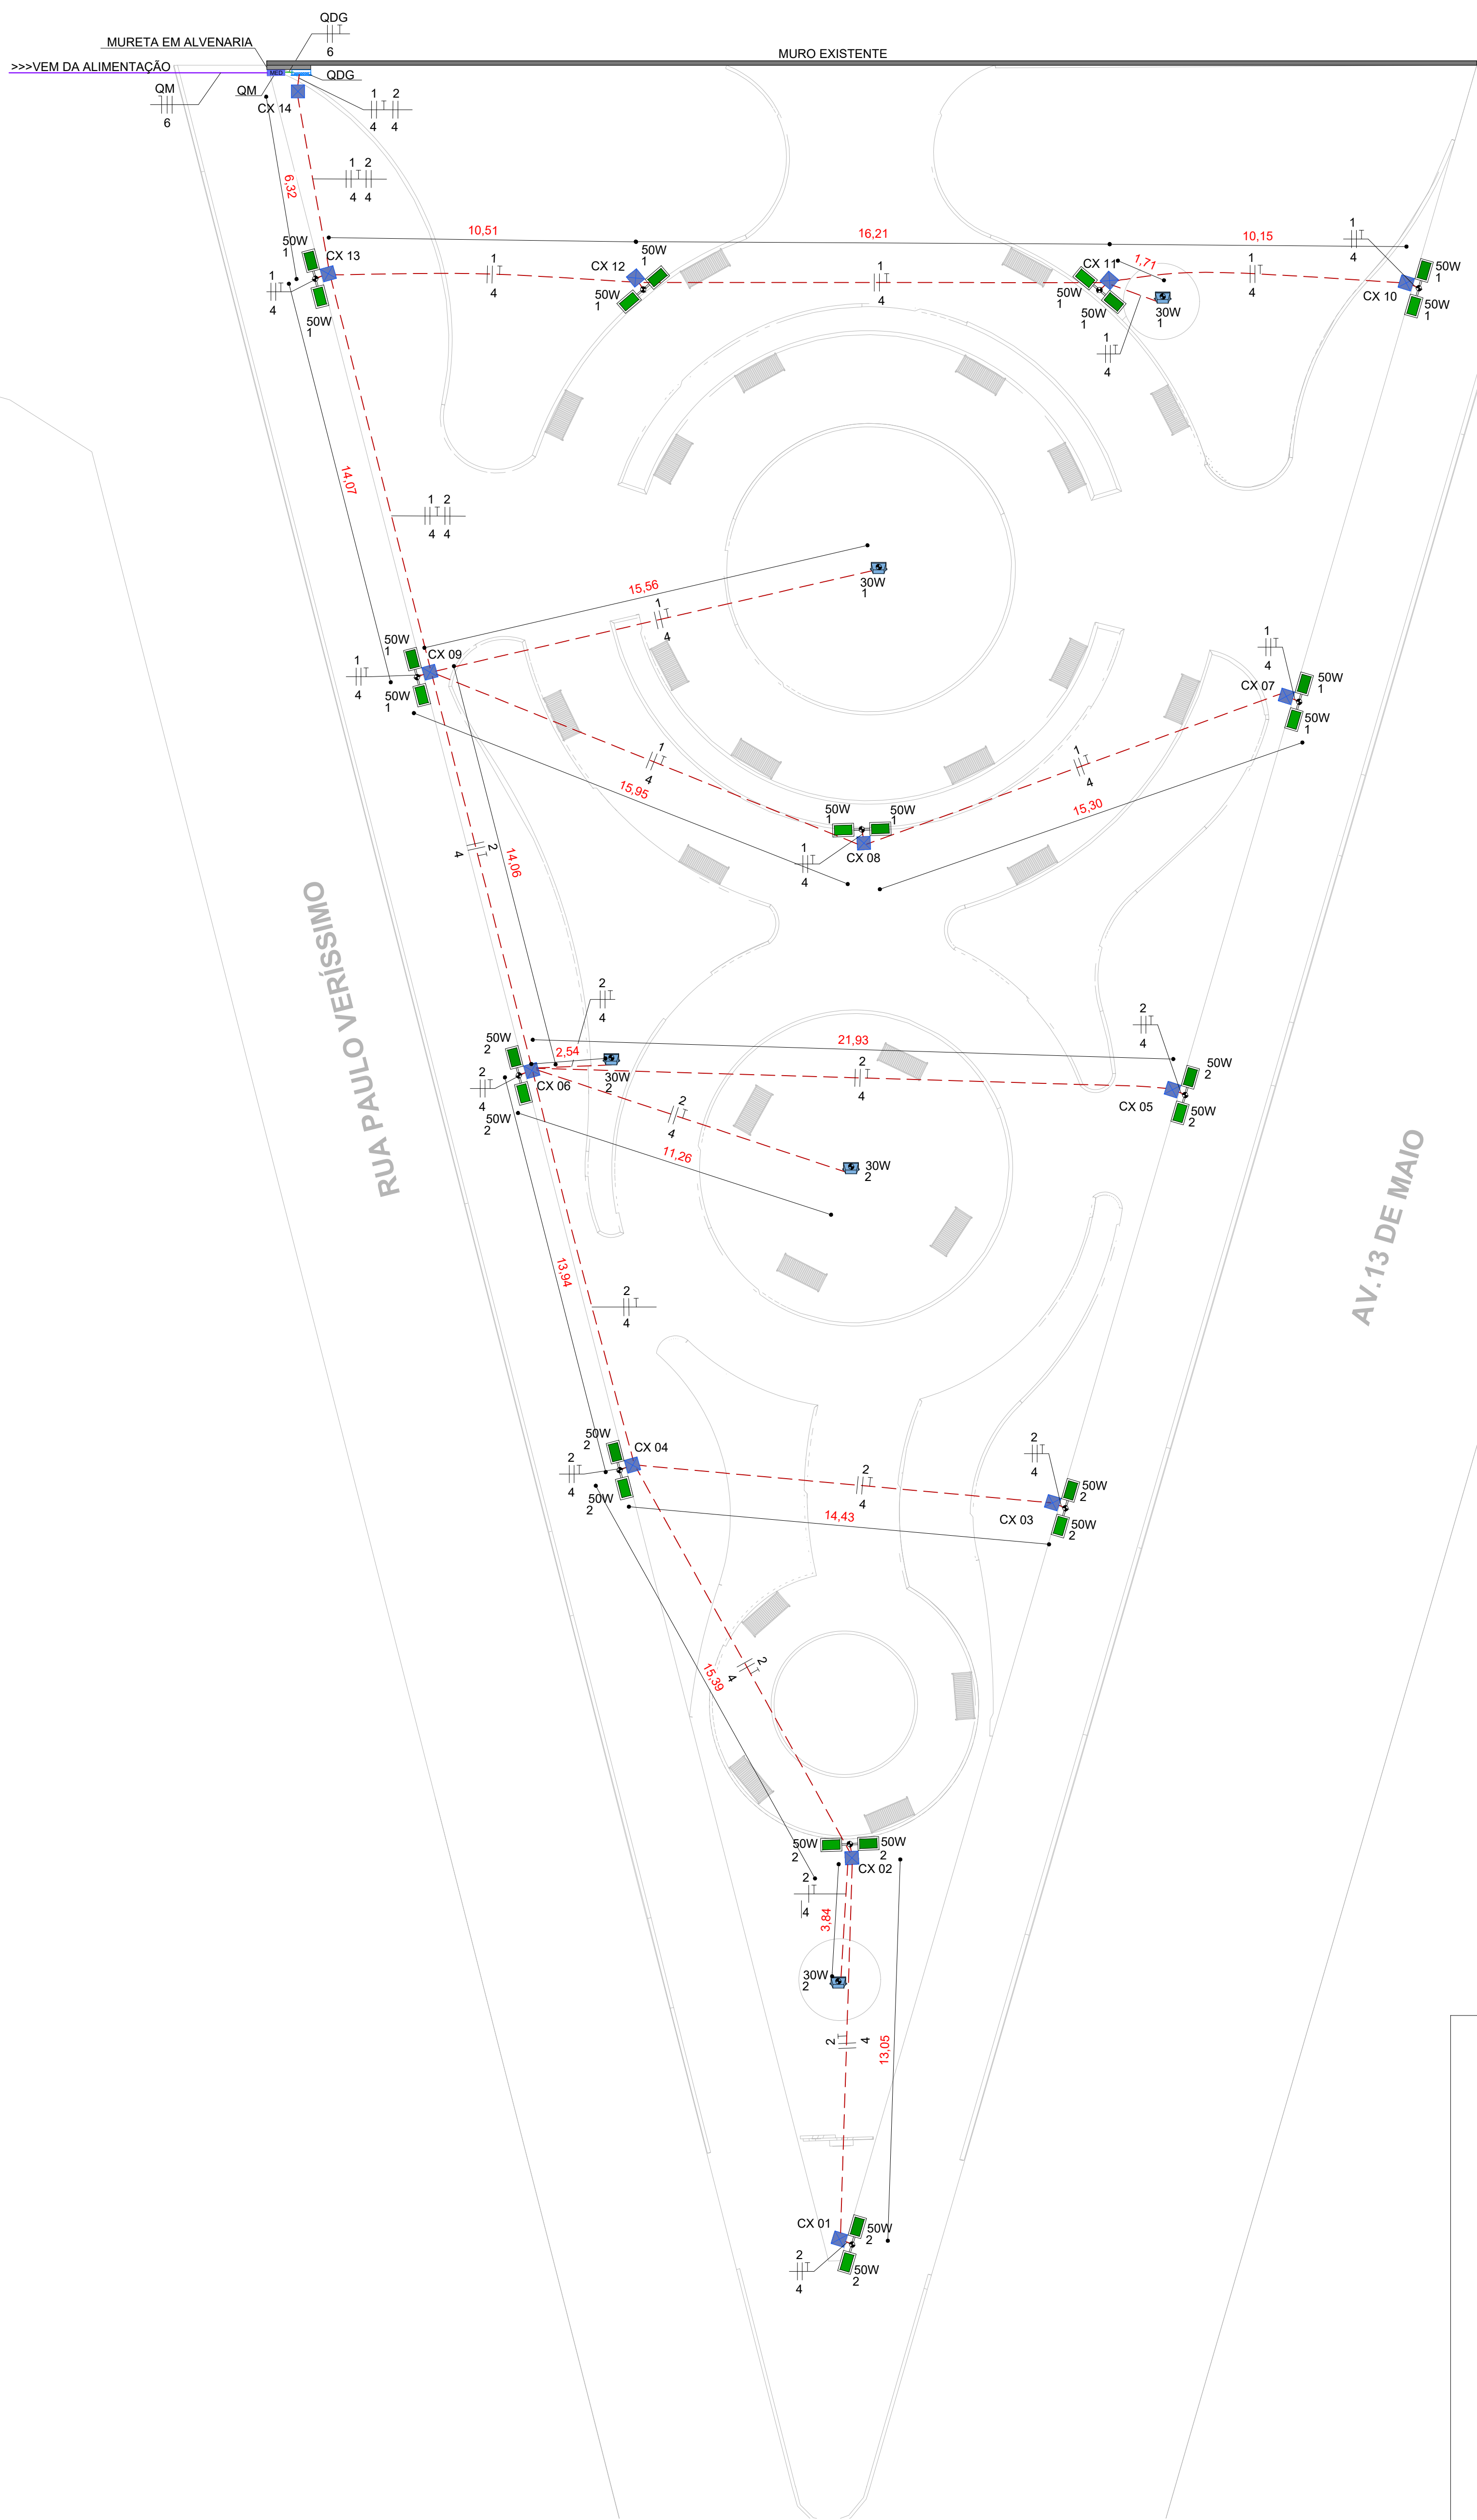 QDG
6
MURETA EM ALVENARIA
MURO EXISTENTE
>>>VEM DA ALIMENTAÇÃO
MED
QDG
QM
6
QM
CX 14
1 2
4 4
1 2
4 4
6,32
10,51
16,21
10,15
50W
1
CX 13
50W
1
1
4
1
4
CX 12
50W
1
50W
1
1
4
CX 11
1,71
50W
1
50W
1
30W
1
1
4
1
4
1
4
CX 10
50W
1
50W
1
14,07
1 2
4 4
15,56
30W
1
1
4
50W
1
CX 09
50W
1
1
4
1
4
15,95
CX 07
1
4
50W
1
50W
1
1
4
15,30
50W
1
50W
1
CX 08
1
4
2
4
14,06
RUA PAULO VERÍSSIMO
2
4
21,93
2,54
50W
2
CX 06
50W
2
2
4
30W
2
2
4
2
4
CX 05
50W
2
50W
2
2
4
11,26
30W
2
AV.13 DE MAIO
13,94
2
4
50W
2
CX 04
50W
2
2
4
2
4
14,43
CX 03
2
4
50W
2
50W
2
15,39
2
4
50W
2
50W
2
CX 02
2
4
3,84
30W
2
2
4
13,05
CX 01
50W
2
50W
2
2
4